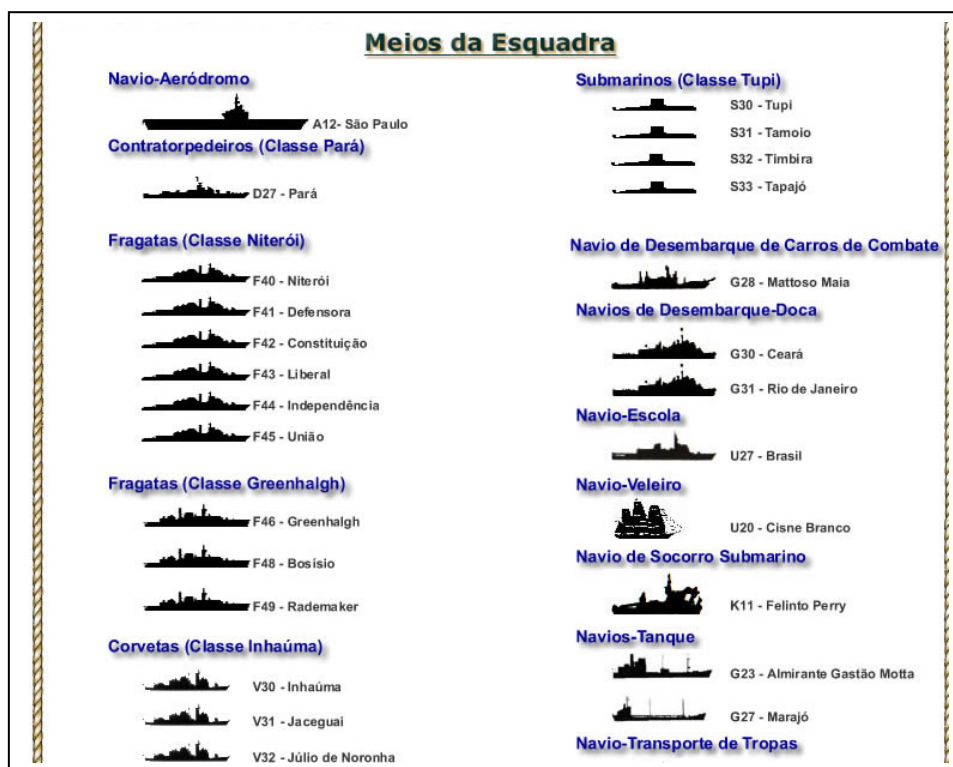 Meios da Esquadra
Navio-Aeródromo
A12- São Paulo
Contratorpedeiros (Classe Pará)
D27 - Pará
Fragatas (Classe Niterói)
F40 - Niterói
F41 - Defensora
F42 - Constituição
F43 - Liberal
F44 - Independência
F45 - União
Fragatas (Classe Greenhalgh)
F46 - Greenhalgh
F48 - Bosísio
F49 - Rademaker
Corvetas (Classe Inhaúma)
V30 - Inhaúma
V31 - Jaceguai
V32 - Júlio de Noronha
Submarinos (Classe Tupi)
S30 - Tupi
S31 - Tamoio
S32 - Timbira
S33 - Tapajó
Navio de Desembarque de Carros de Combate
G28 - Mattoso Maia
Navios de Desembarque-Doca
G30 - Ceará
G31 - Rio de Janeiro
Navio-Escola
U27 - Brasil
Navio-Veleiro
U20 - Cisne Branco
Navio de Socorro Submarino
K11 - Felinto Perry
Navios-Tanque
G23 - Almirante Gastão Motta
G27 - Marajó
Navio-Transporte de Tropas